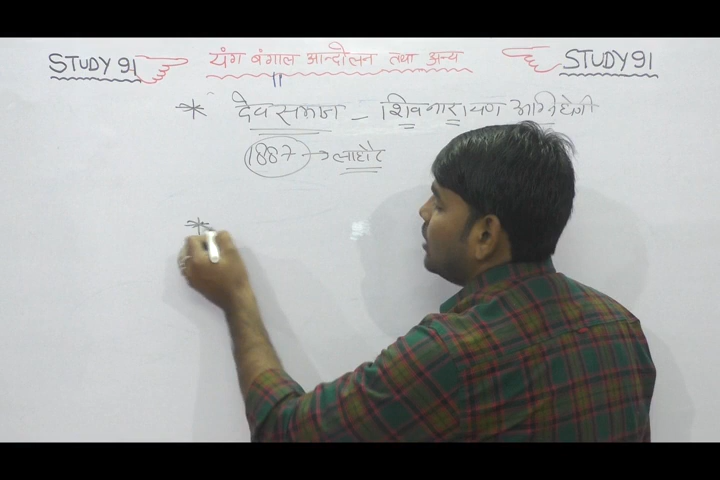 STUDY 91 यंग बंगाल आन्दोलन तथा अन्य STUDY 91
* देव समाज - शिवनारायण अग्निहोत्री
1887 → लाहौर
*